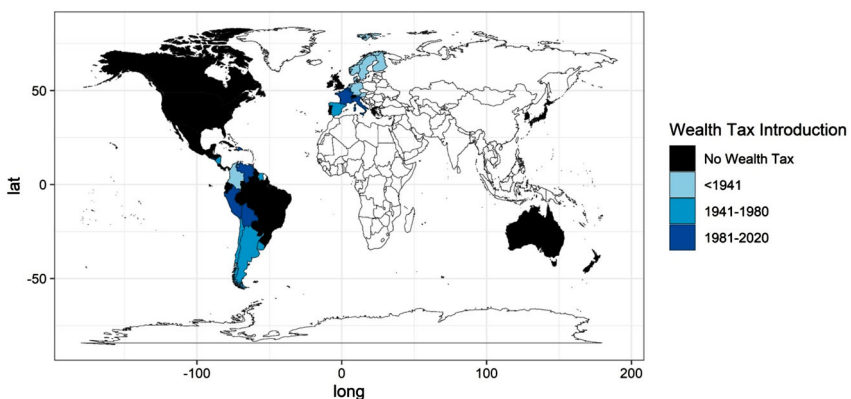 50
0
-50
lat
-100
0
100
200
long
Wealth Tax Introduction
No Wealth Tax
<1941
1941-1980
1981-2020